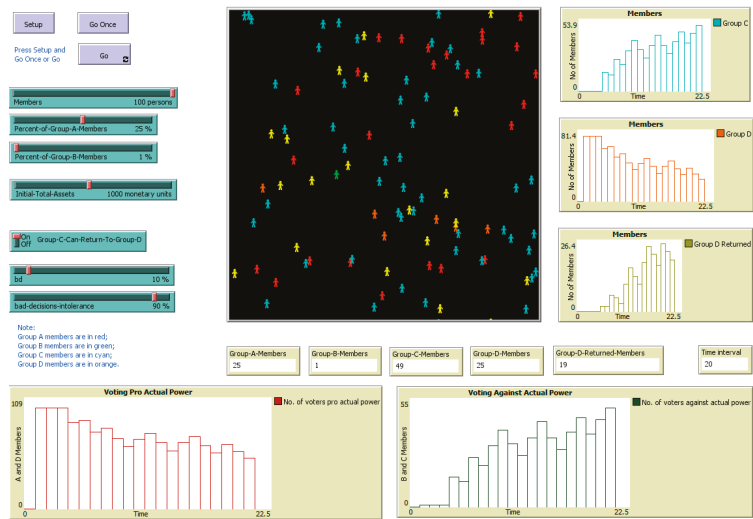 Setup
Go Once
Press Setup and
Go Once or Go
Go
Members 100 persons
Percent-of-Group-A-Members 25 %
Percent-of-Group-B-Members 1 %
Initial-Total-Assets 1000 monetary units
On
Off
Group-C-Can-Return-To-Group-D
bd 10 %
bad-decisions-intolerance 90 %
Note:
Group A members are in red;
Group B members are in green;
Group C members are in cyan;
Group D members are in orange.
Members
53.9
No of Members
0
0
Time
22.5
Group C
Members
81.4
No of Members
0
0
Time
22.5
Group D
Members
26.4
No of Members
0
0
Time
22.5
Group D Returned
Group-A-Members
25
Group-B-Members
1
Group-C-Members
49
Group-D-Members
25
Group-D-Returned-Members
19
Time interval
20
Voting Pro Actual Power
109
A and D Members
0
0
Time
22.5
No. of voters pro actual power
Voting Against Actual Power
55
B and C Members
0
0
Time
22.5
No. of voters against actual power